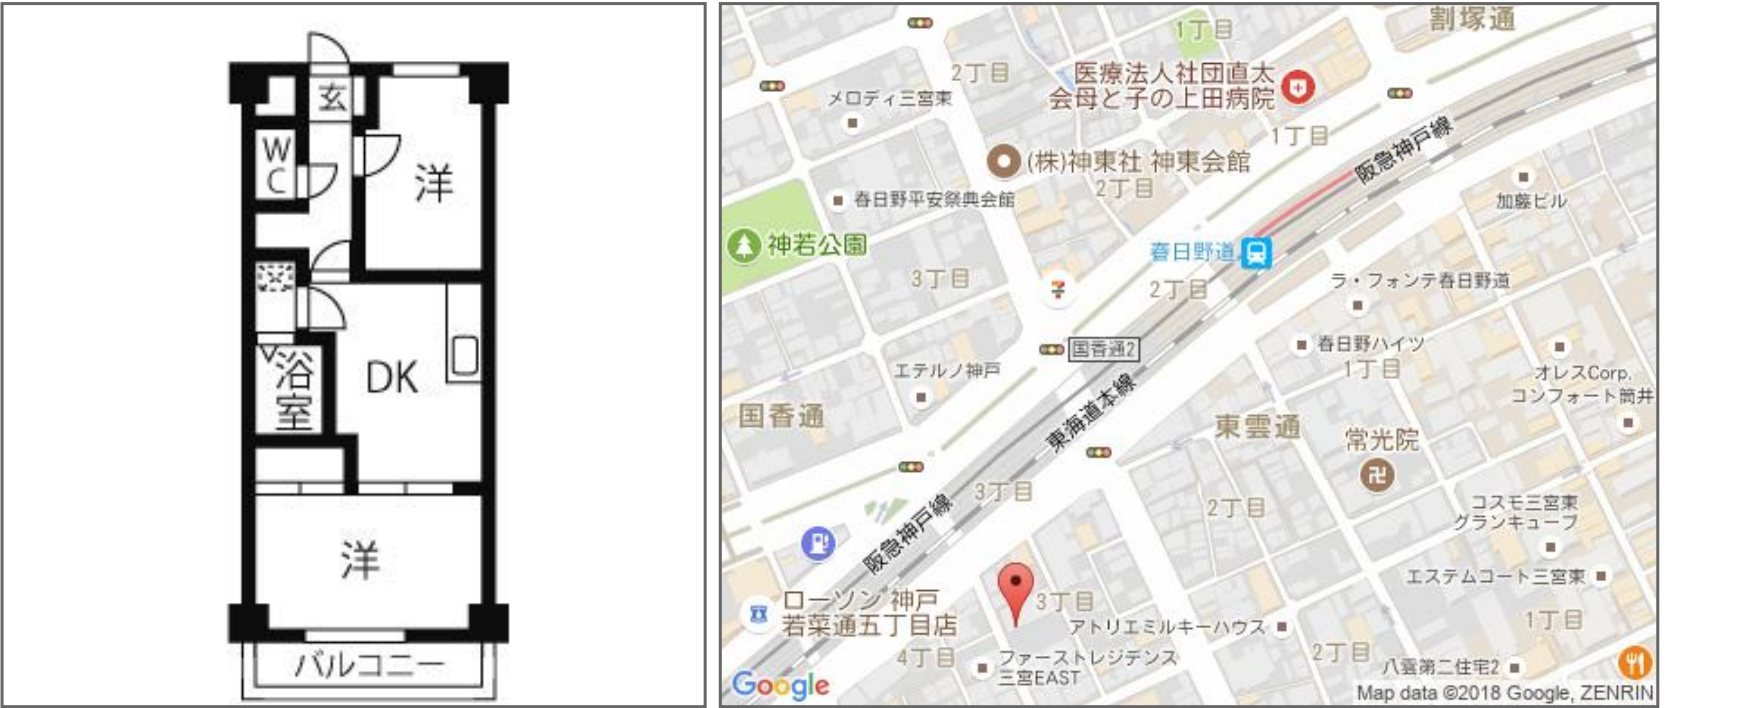 玄
WC
洋
DK
浴室
洋
バルコニー
割塚通
1丁目
2丁目
医療法人社団直太
会母と子の上田病院
メロディ三宮東
1丁目
阪急神戸線
(株)神東社 神東会館
2丁目
加藤ビル
春日野平安祭典会館
神若公園
春日野道
3丁目
2丁目
ラ・フォンテ春日野道
国香通2
春日野ハイツ
エテルノ神戸
1丁目
オレスCorp.
コンフォート筒井
東海道本線
国香通
東雲通
常光院
3丁目
2丁目
コスモ三宮東
グランキューブ
阪急神戸線
エステムコート三宮東
ローソン 神戸
若菜通五丁目店
3丁目
アトリエミルキーハウス
1丁目
4丁目
ファーストレジデンス
三宮EAST
2丁目
八雲第二住宅2
Google
Map data ©2018 Google, ZENRIN